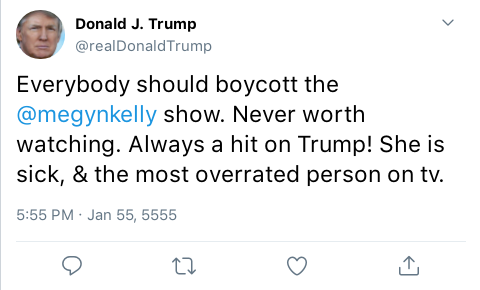 Donald J. Trump
@realDonaldTrump
Everybody should boycott the
@megynkelly show. Never worth
watching. Always a hit on Trump! She is
sick, & the most overrated person on tv.
5:55 PM · Jan 55, 5555